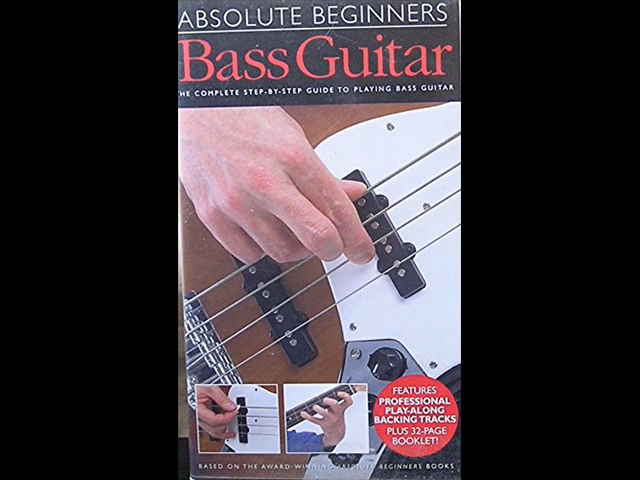 ABSOLUTE BEGINNERS
Bass Guitar
HE COMPLETE STEP-BY-STEP GUIDE TO PLAYING BASS GUITAR
FEATURES
PROFESSIONAL
PLAY-ALONG
BACKING TRACKS
PLUS 32-PAGE
BOOKLET!
BASED ON THE AWARD-WINNING ABSOLUTE BEGINNERS BOOKS